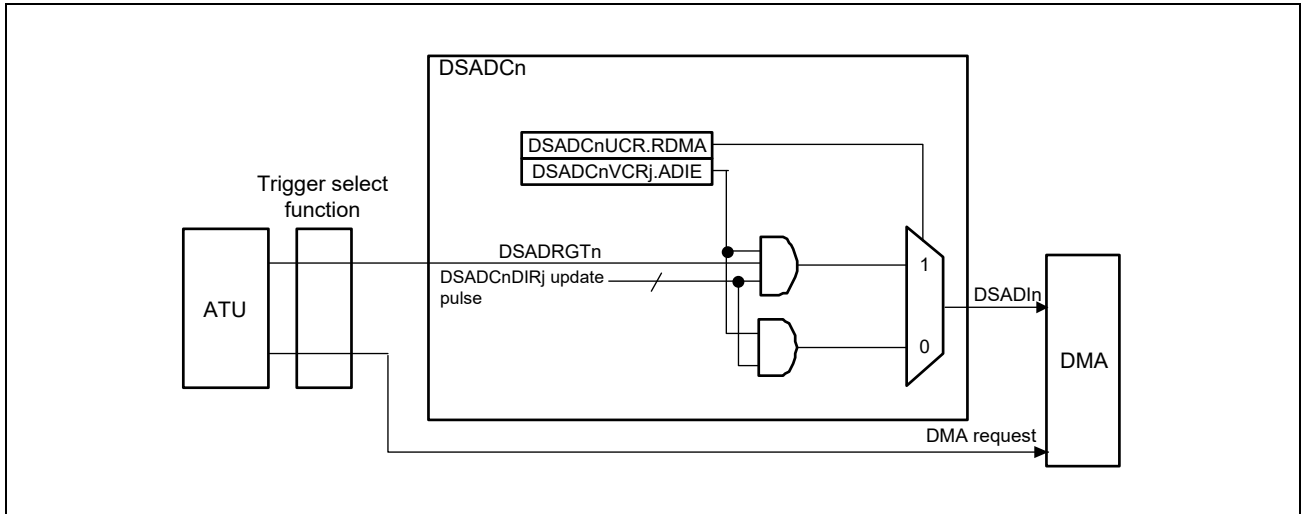 DSADCn
DSADCnUCR.RDMA
DSADCnVCRj.ADIE
Trigger select
function
DSADRGTn
DSADCnDIRj update
pulse
1
DSADIn
ATU
0
DMA
DMA request